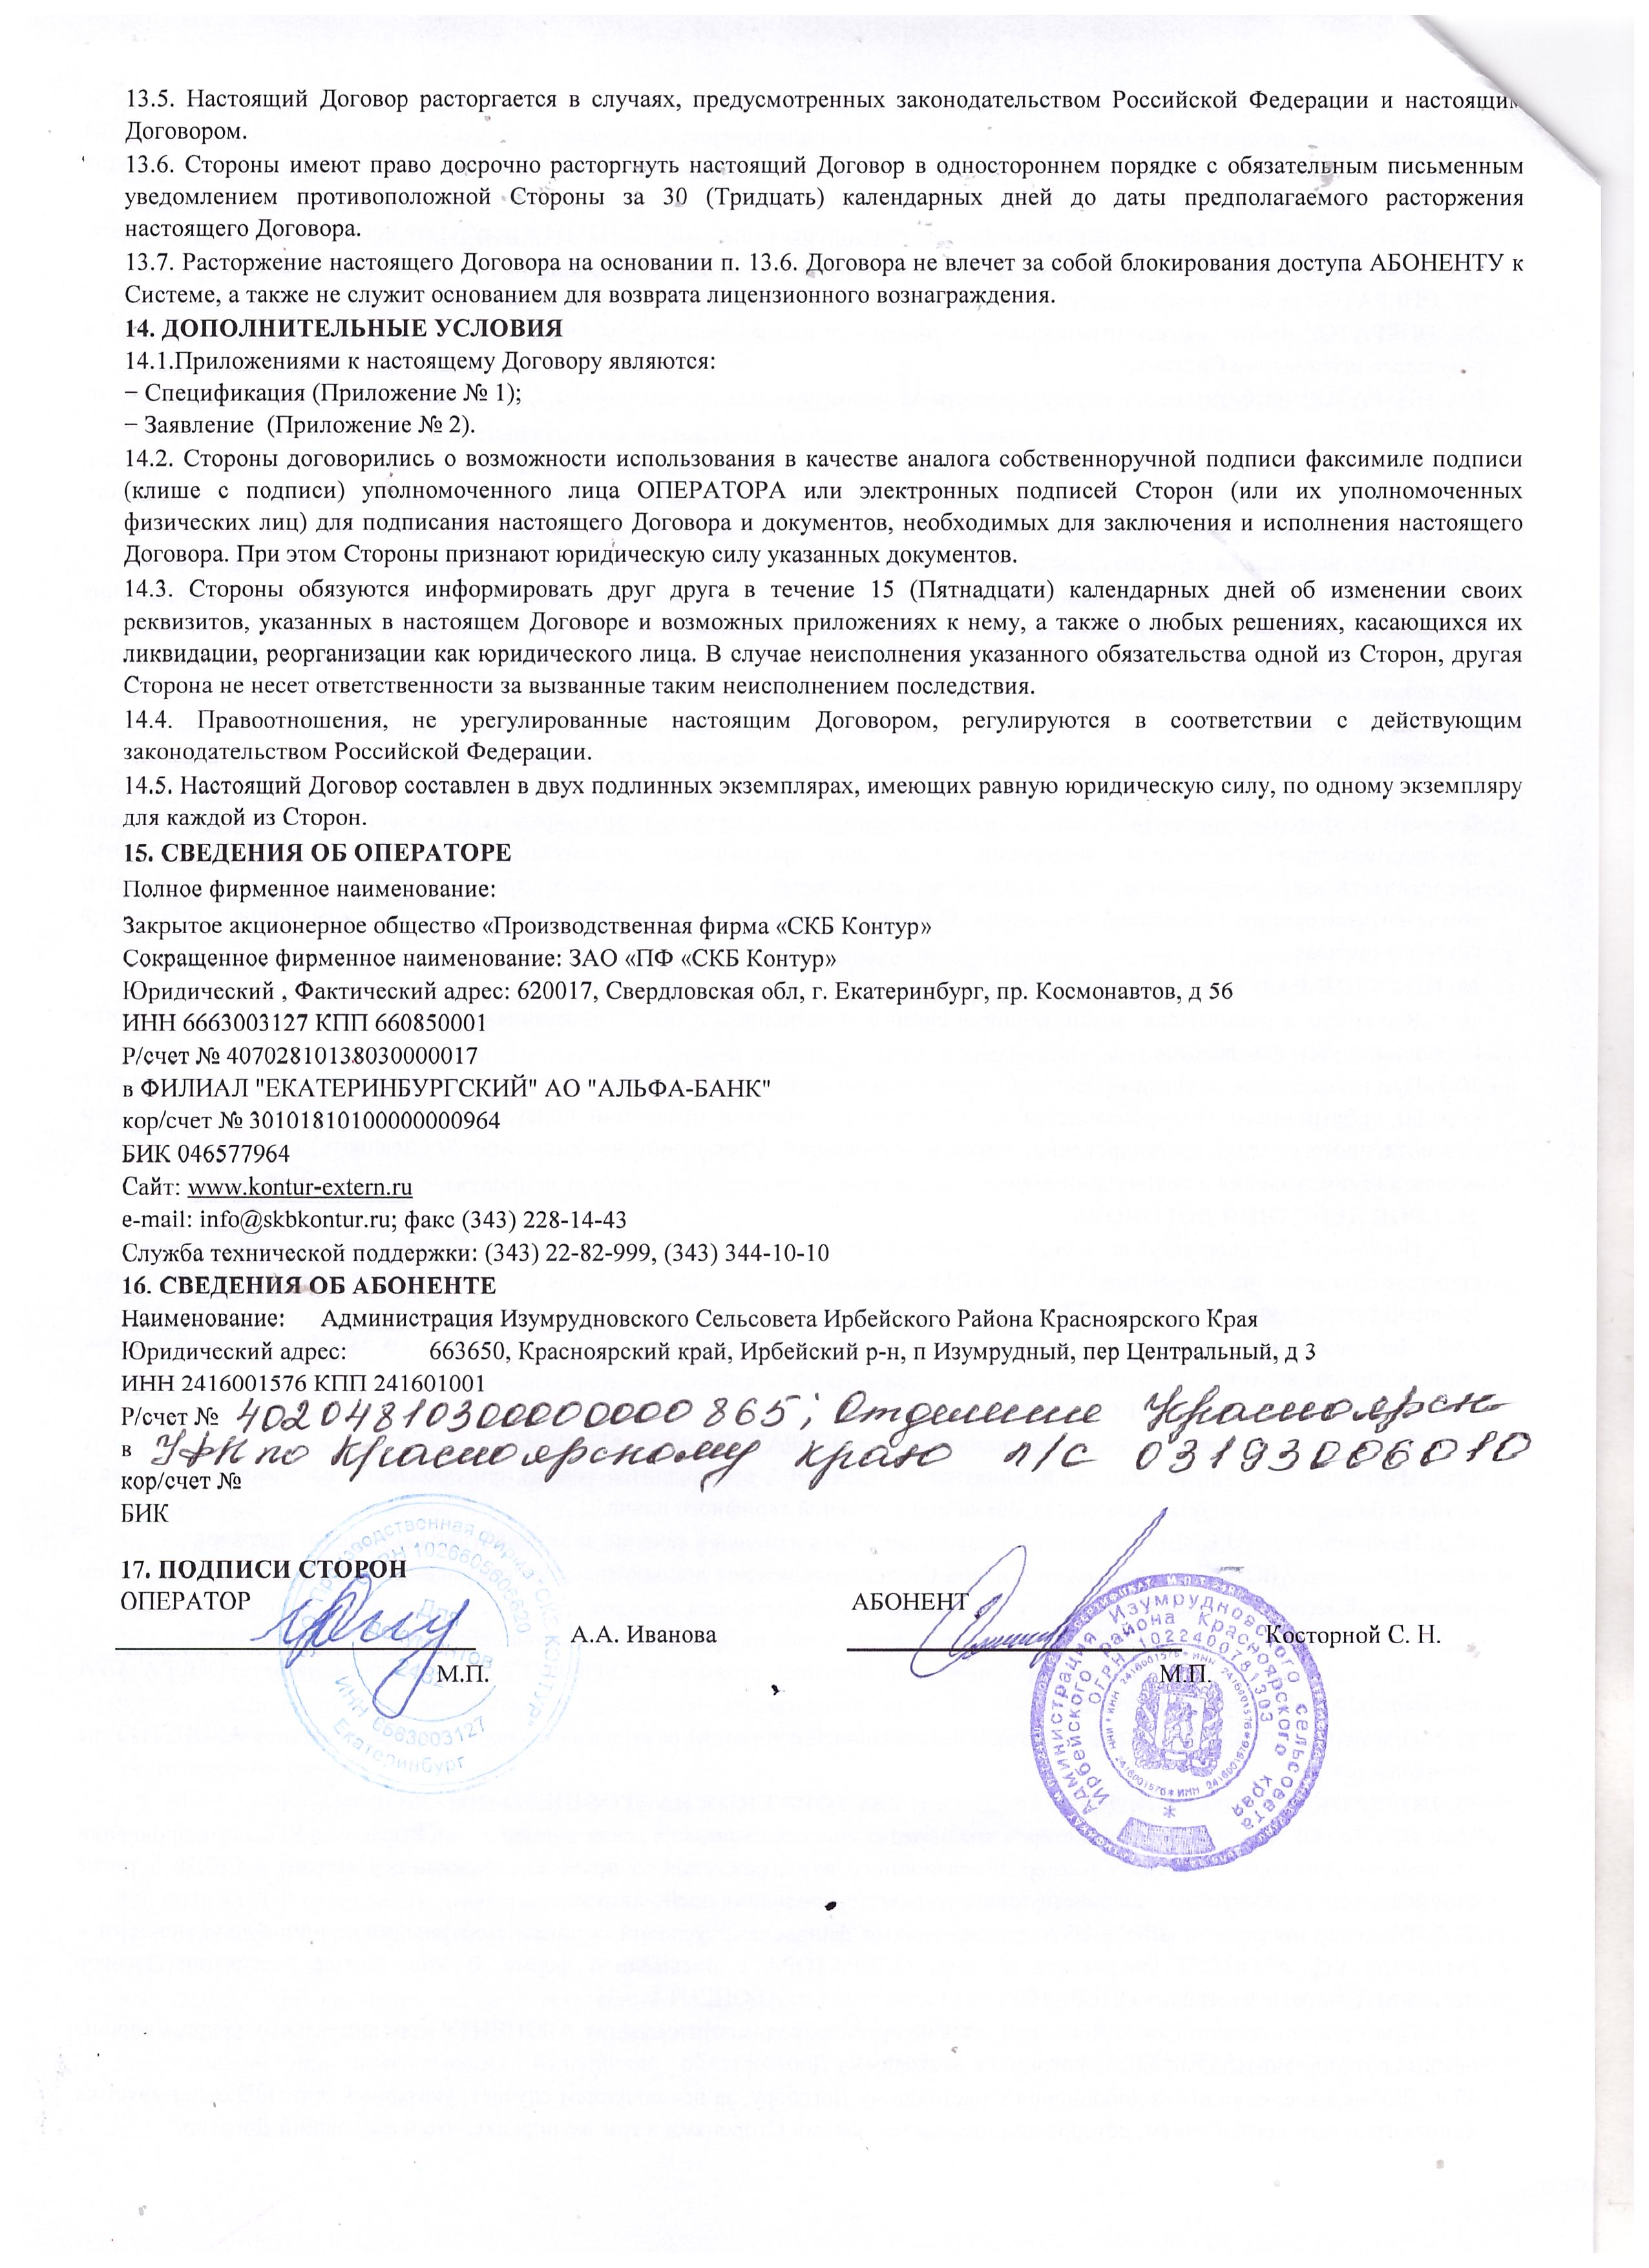 13.5. Настоящий Договор расторгается в случаях, предусмотренных законодательством Российской Федерации и настоящим
Договором.
13.6. Стороны имеют право досрочно расторгнуть настоящий Договор в одностороннем порядке с обязательным письменным
уведомлением противоположной Стороны за 30 (Тридцать) календарных дней до даты предполагаемого расторжения
настоящего Договора.
13.7. Расторжение настоящего Договора на основании п. 13.6. Договора не влечет за собой блокирования доступа АБОНЕНТУ к
Системе, а также не служит основанием для возврата лицензионного вознаграждения.
14. ДОПОЛНИТЕЛЬНЫЕ УСЛОВИЯ
14.1.Приложениями к настоящему Договору являются:
− Спецификация (Приложение № 1);
− Заявление (Приложение № 2).
14.2. Стороны договорились о возможности использования в качестве аналога собственноручной подписи факсимиле подписи
(клише с подписи) уполномоченного лица ОПЕРАТОРА или электронных подписей Сторон (или их уполномоченных
физических лиц) для подписания настоящего Договора и документов, необходимых для заключения и исполнения настоящего
Договора. При этом Стороны признают юридическую силу указанных документов.
14.3. Стороны обязуются информировать друг друга в течение 15 (Пятнадцати) календарных дней об изменении своих
реквизитов, указанных в настоящем Договоре и возможных приложениях к нему, а также о любых решениях, касающихся их
ликвидации, реорганизации как юридического лица. В случае неисполнения указанного обязательства одной из Сторон, другая
Сторона не несет ответственности за вызванные таким неисполнением последствия.
14.4. Правоотношения, не урегулированные настоящим Договором, регулируются в соответствии с действующим
законодательством Российской Федерации.
14.5. Настоящий Договор составлен в двух подлинных экземплярах, имеющих равную юридическую силу, по одному экземпляру
для каждой из Сторон.
15. СВЕДЕНИЯ ОБ ОПЕРАТОРЕ
Полное фирменное наименование:
Закрытое акционерное общество «Производственная фирма «СКБ Контур»
Сокращенное фирменное наименование: ЗАО «ПФ «СКБ Контур»
Юридический , Фактический адрес: 620017, Свердловская обл, г. Екатеринбург, пр. Космонавтов, д 56
ИНН 6663003127 КПП 660850001
Р/счет № 40702810138030000017
в ФИЛИАЛ "ЕКАТЕРИНБУРГСКИЙ" АО "АЛЬФА-БАНК"
кор/счет № 30101810100000000964
БИК 046577964
Сайт: www.kontur-extern.ru
e-mail: info@skbkontur.ru; факс (343) 228-14-43
Служба технической поддержки: (343) 22-82-999, (343) 344-10-10
16. СВЕДЕНИЯ ОБ АБОНЕНТЕ
Наименование: Администрация Изумрудновского Сельсовета Ирбейского Района Красноярского Края
Юридический адрес: 663650, Красноярский край, Ирбейский р-н, п Изумрудный, пер Центральный, д 3
ИНН 2416001576 КПП 241601001
Р/счет № 40204810300000000865; Отделение Красноярск
в УФК по Красноярскому краю л/с 03193006010
кор/счет №
БИК
17. ПОДПИСИ СТОРОН
ОПЕРАТОР АБОНЕНТ
А.А. Иванова Косторной С. Н.
М.П. М.П.
Производственная фирма "СКБ КОНТУР"
ОГРН 1026605606620
Для
документов
ИНН 6663003127
Екатеринбург
Администрация Изумрудновского сельсовета
Ирбейского района Красноярского края
ОГРН 1022400781303
ИНН 2416001576 * ИНН 2416001576 * ИНН 2416001576